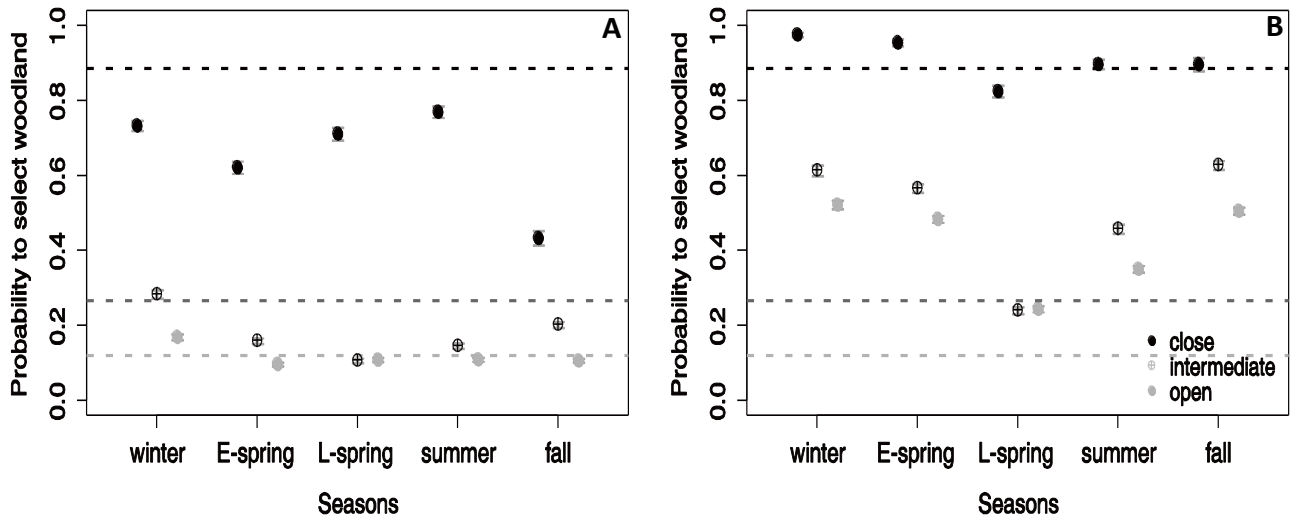 A
Probability to select woodland
1.0
0.8
0.6
0.4
0.2
0.0
winter E-spring L-spring summer fall
Seasons
B
Probability to select woodland
1.0
0.8
0.6
0.4
0.2
0.0
close
intermediate
open
winter E-spring L-spring summer fall
Seasons